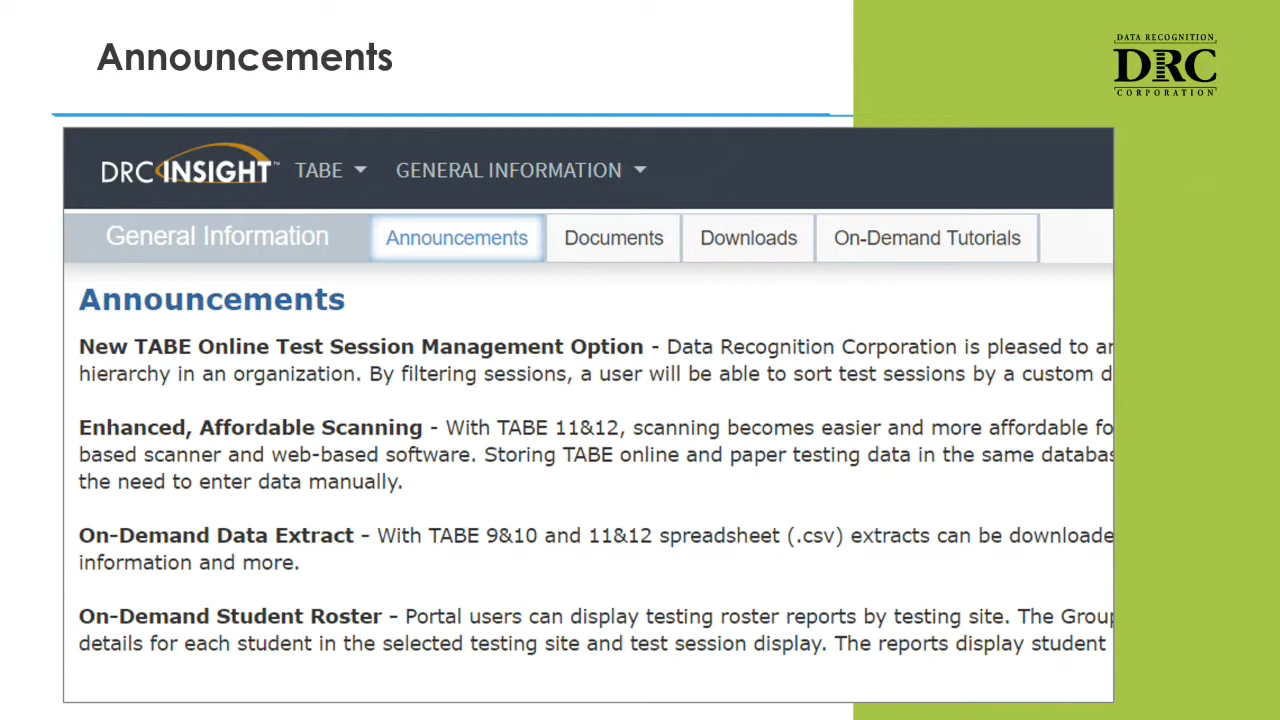 Announcements
DATA RECOGNITION
DRC
CORPORATION
DRC INSIGHT™ TABE GENERAL INFORMATION
General Information Announcements Documents Downloads On-Demand Tutorials
Announcements
New TABE Online Test Session Management Option - Data Recognition Corporation is pleased to
hierarchy in an organization. By filtering sessions, a user will be able to sort test sessions by a custom
Enhanced, Affordable Scanning - With TABE 11&12, scanning becomes easier and more affordable
based scanner and web-based software. Storing TABE online and paper testing data in the same
the need to enter data manually.
On-Demand Data Extract – With TABE 9&10 and 11&12 spreadsheet (.csv) extracts can be
information and more.
On-Demand Student Roster – Portal users can display testing roster reports by testing site. The
details for each student in the selected testing site and test session display. The reports display student